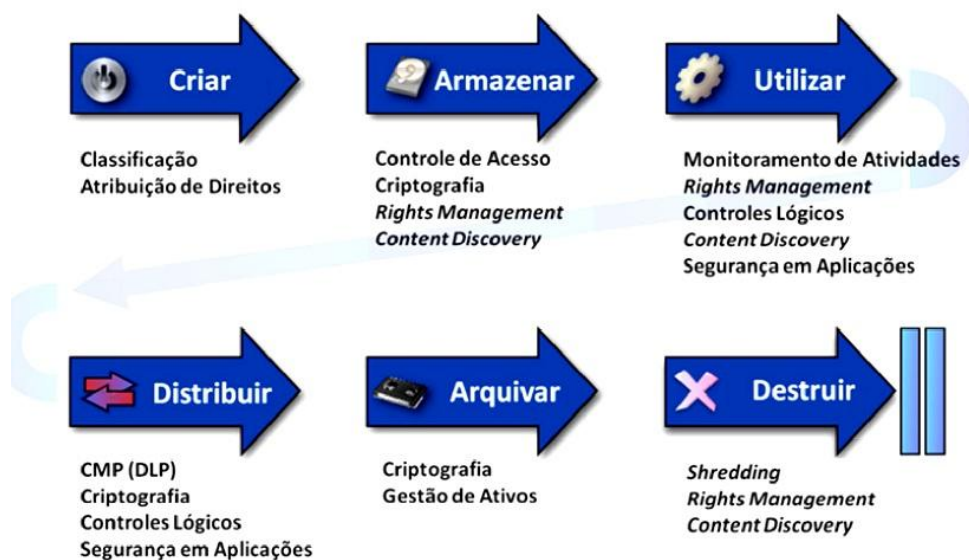 Criar
Classificação
Atribuição de Direitos
Armazenar
Controle de Acesso
Criptografia
Rights Management
Content Discovery
Utilizar
Monitoramento de Atividades
Rights Management
Controles Lógicos
Content Discovery
Segurança em Aplicações
Distribuir
CMP (DLP)
Criptografia
Controles Lógicos
Segurança em Aplicações
Arquivar
Criptografia
Gestão de Ativos
Destruir
Shredding
Rights Management
Content Discovery